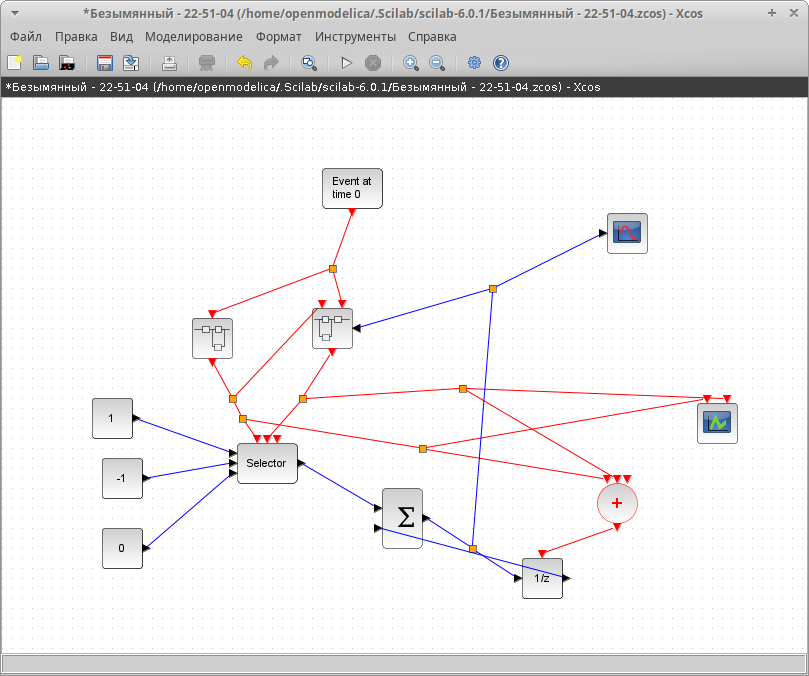 *Безымянный - 22-51-04 (/home/openmodelica/.Scilab/scilab-6.0.1/Безымянный - 22-51-04.zcos) - Xcos
Файл Правка Вид Моделирование Формат Инструменты Справка
*Безымянный - 22-51-04 (/home/openmodelica/.Scilab/scilab-6.0.1/Безымянный - 22-51-04.zcos) - Xcos
Event at
time 0
1
Selector
-1
+
Σ
0
1/z